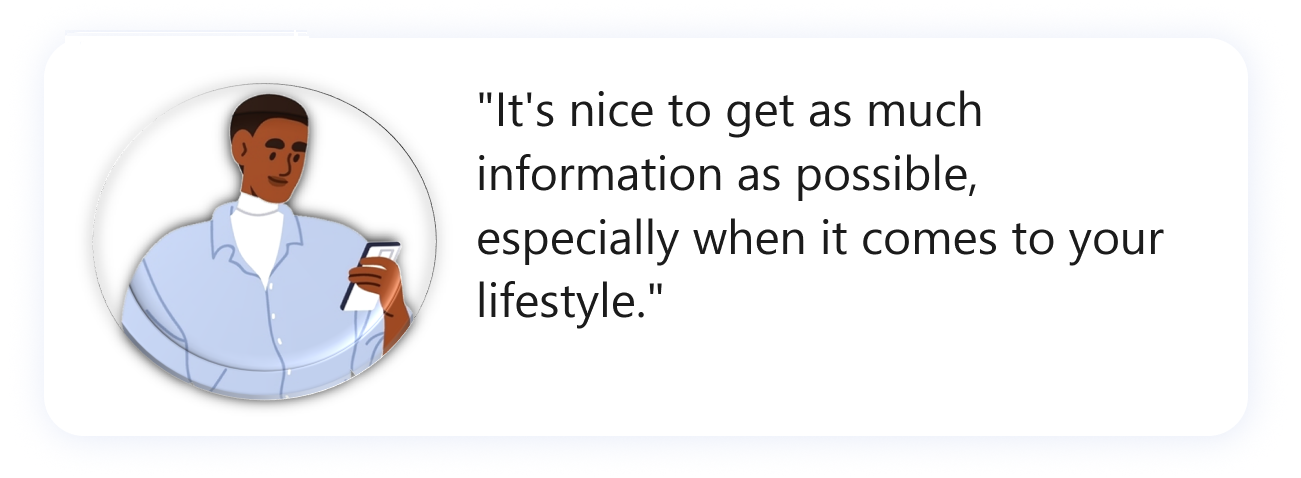 "It's nice to get as much
information as possible,
especially when it comes to your
lifestyle."